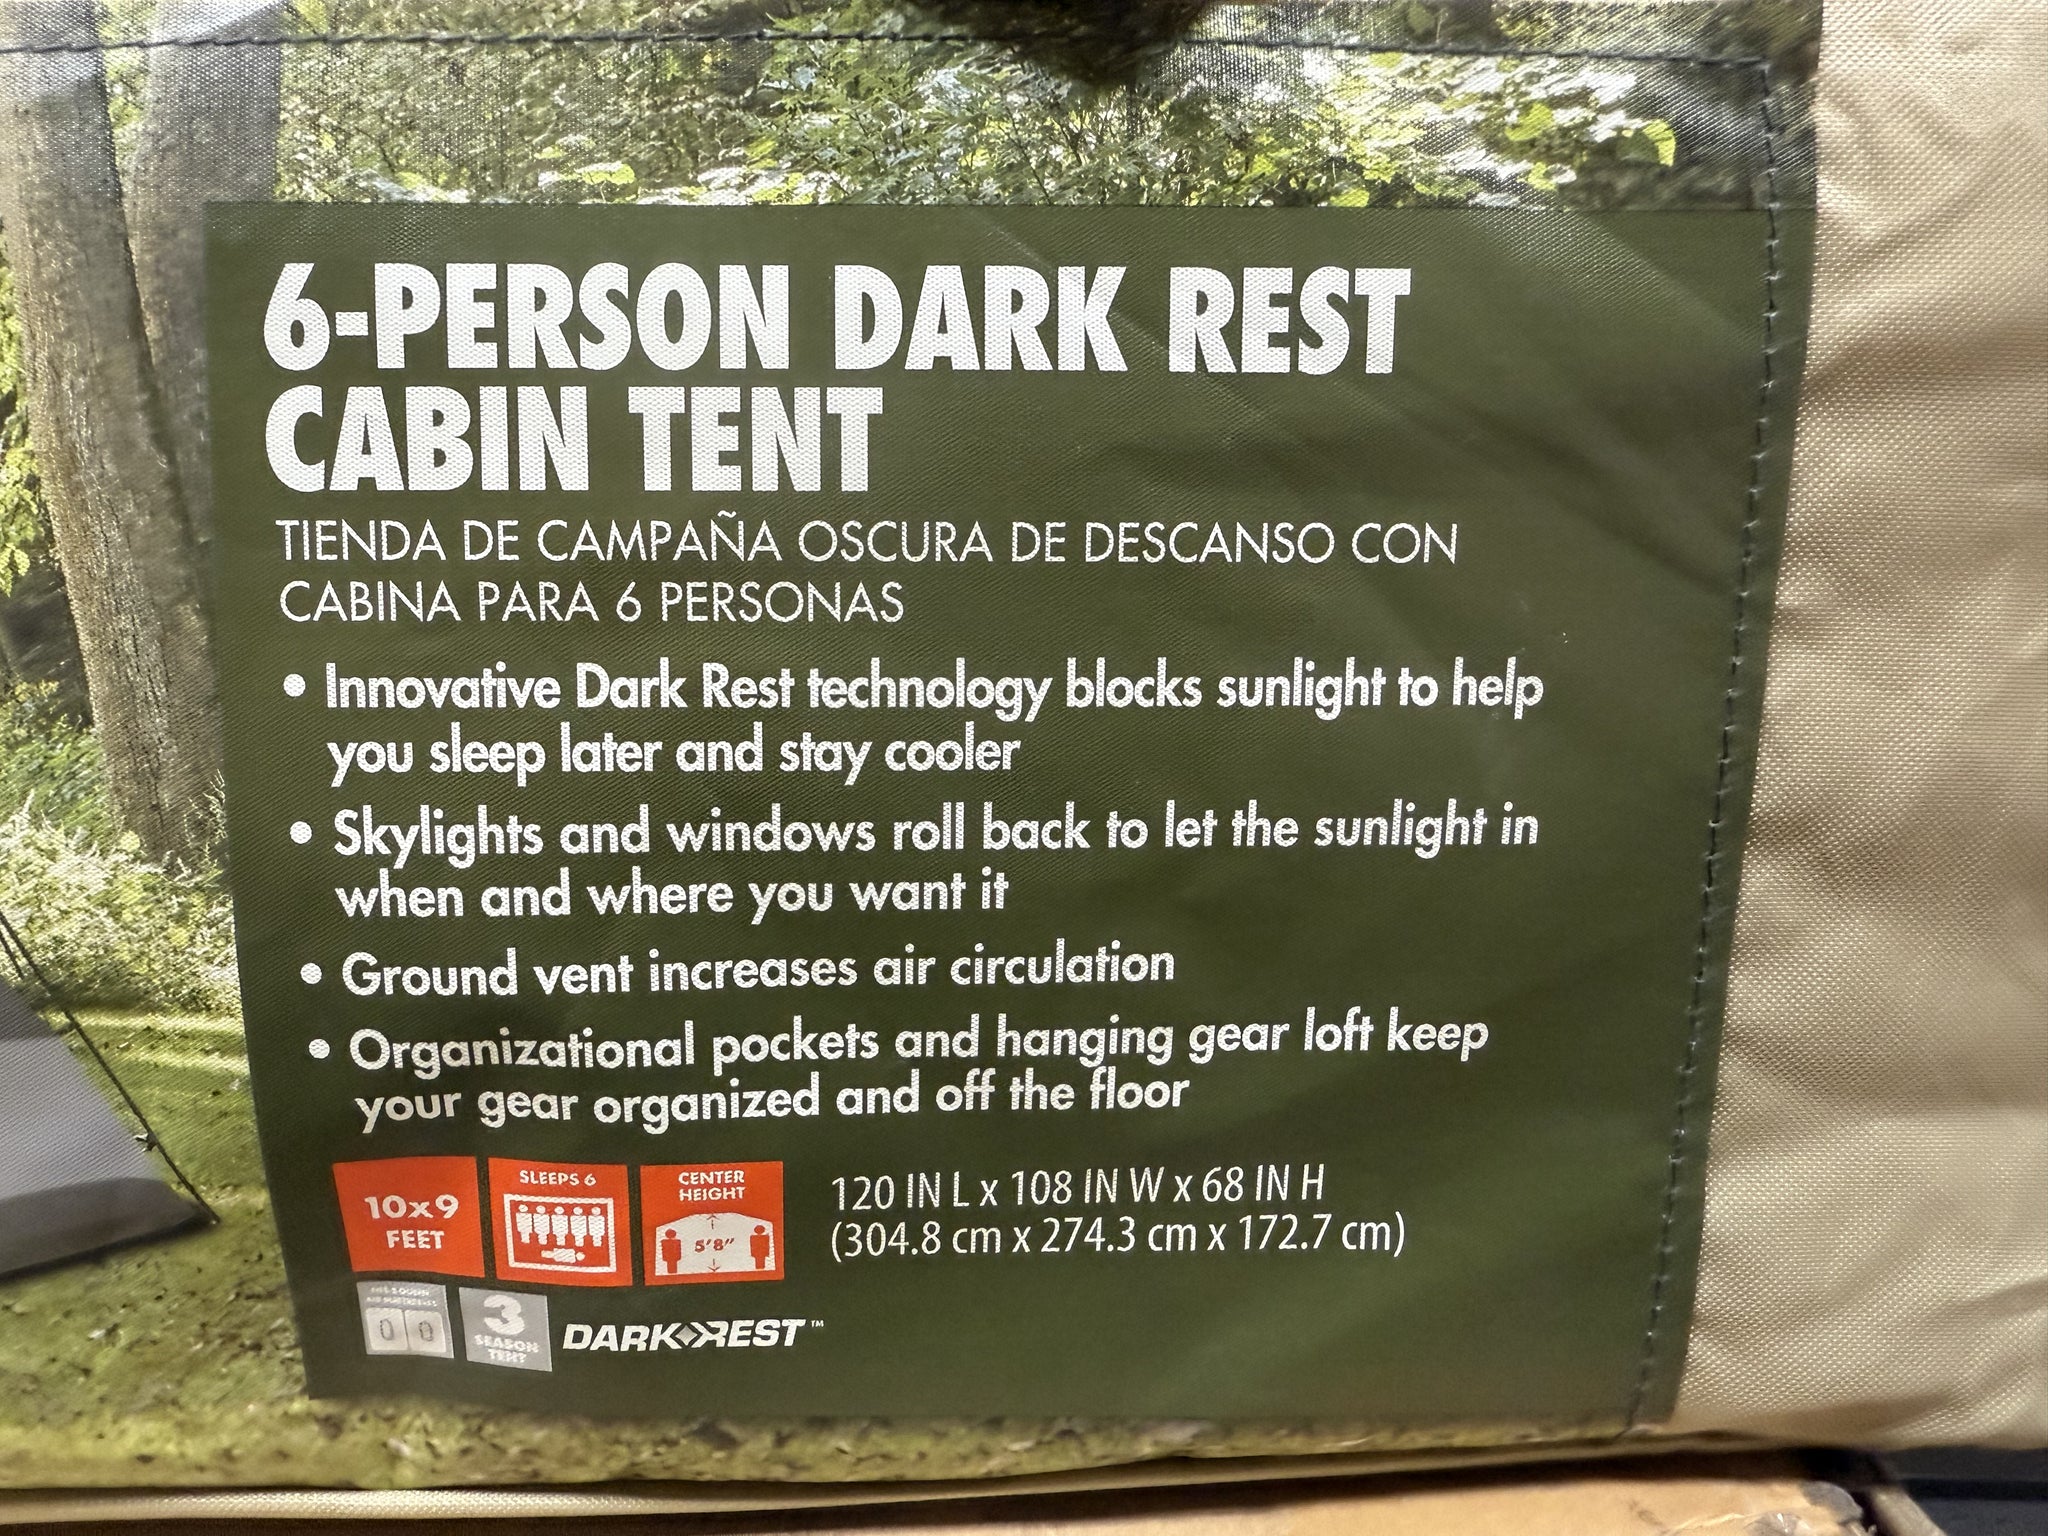 6-PERSON DARK REST
CABIN TENT
TIENDA DE CAMPAÑA OSCURA DE DESCANSO CON
CABINA PARA 6 PERSONAS
• Innovative Dark Rest technology blocks sunlight to help
you sleep later and stay cooler
• Skylights and windows roll back to let the sunlight in
when and where you want it
• Ground vent increases air circulation
• Organizational pockets and hanging gear loft keep
your gear organized and off the floor
10x9
FEET
SLEEPS 6
CENTER
HEIGHT
5'8"
120 IN L x 108 IN W x 68 IN H
(304.8 cm x 274.3 cm x 172.7 cm)
3
SEASON
TENT
DARK REST™